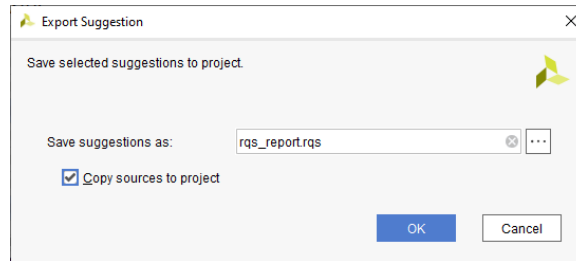 Export Suggestion
Save selected suggestions to project.
Save suggestions as:
rqs_report.rqs
...
Copy sources to project
OK
Cancel